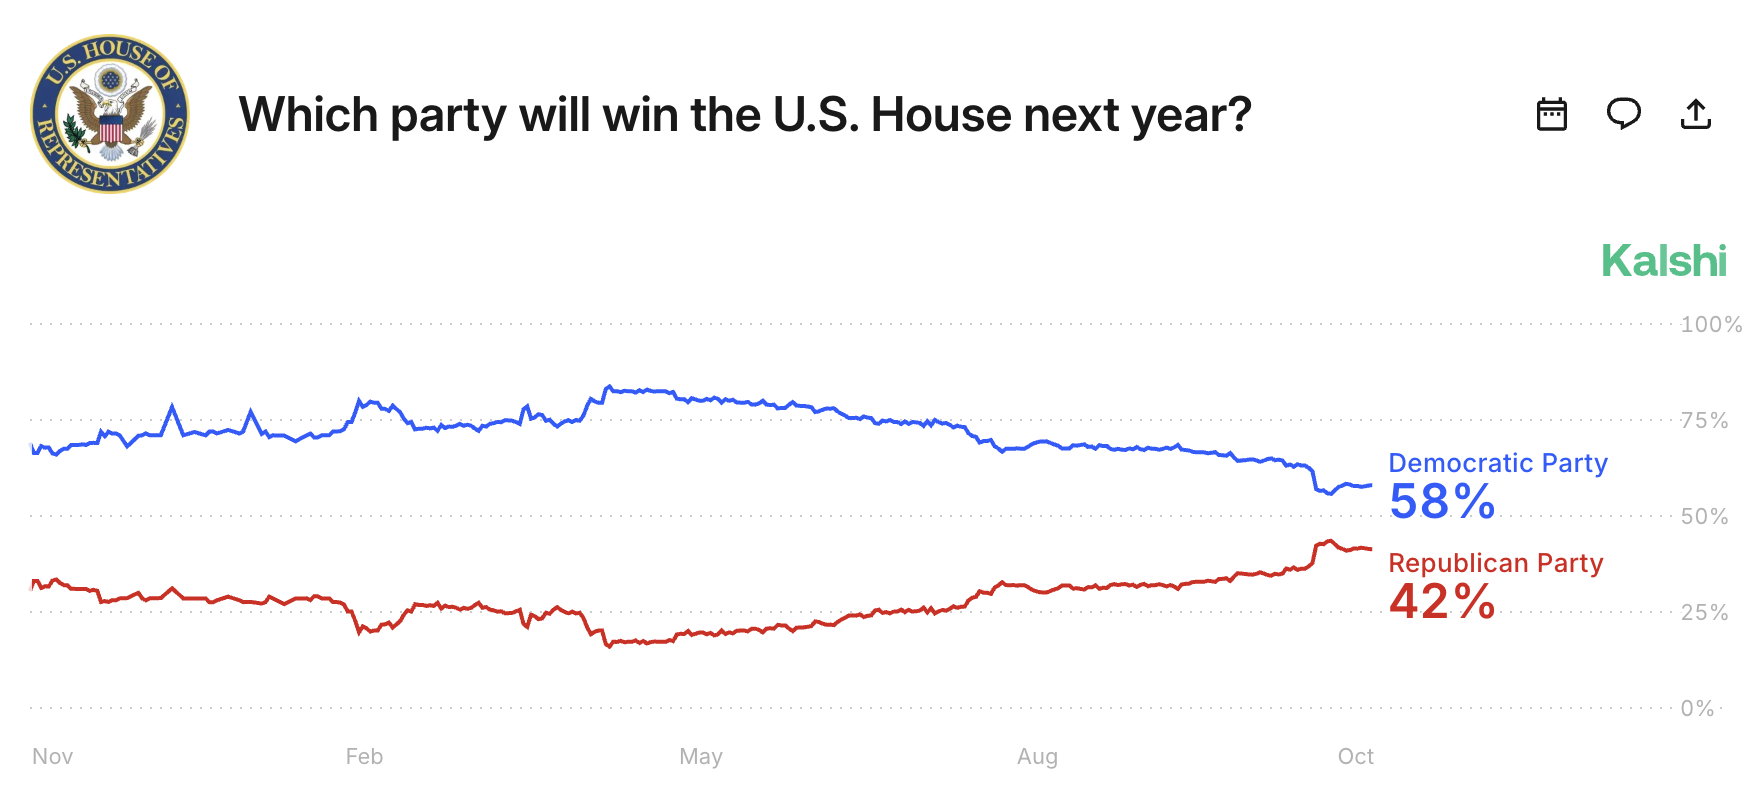 U.S. HOUSE OF
REPRESENTATIVES
Which party will win the U.S. House next year?
Kalshi
100%
75%
Democratic Party
58%
50%
Republican Party
42%
25%
0%
Nov Feb May Aug Oct